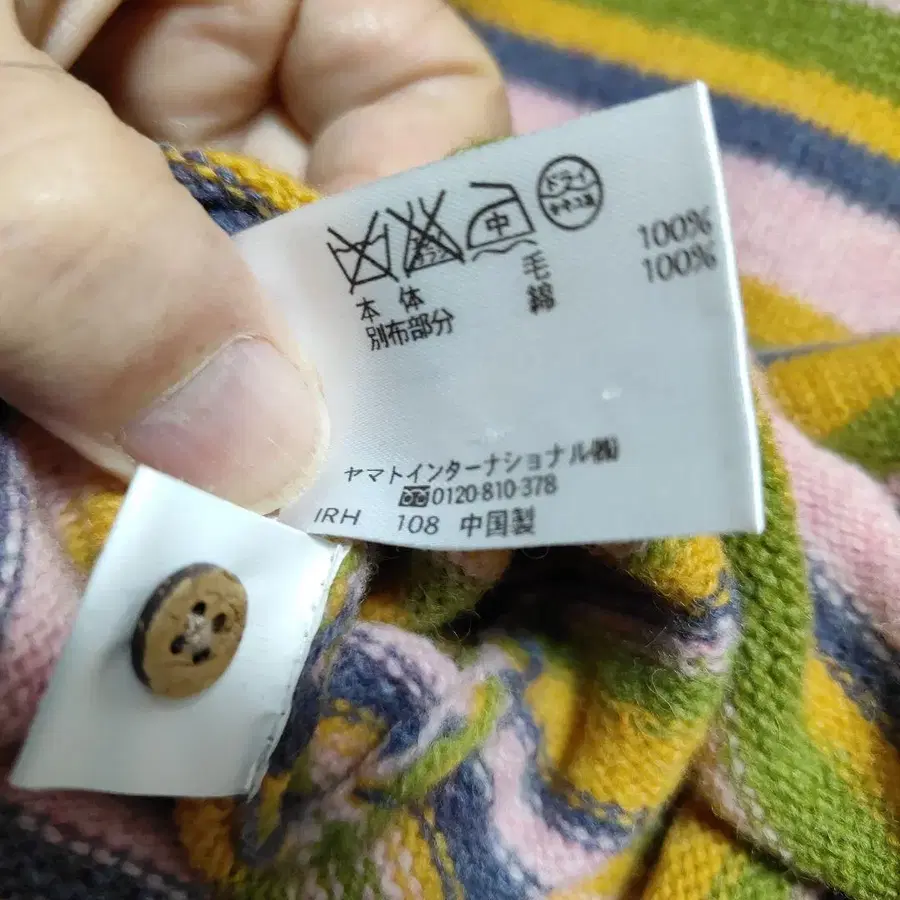 中
ドライ
本 体 毛 100%
別布部分 綿 100%
ヤマトインターナショナル㈱
0120-810-378
IRH 108 中国製